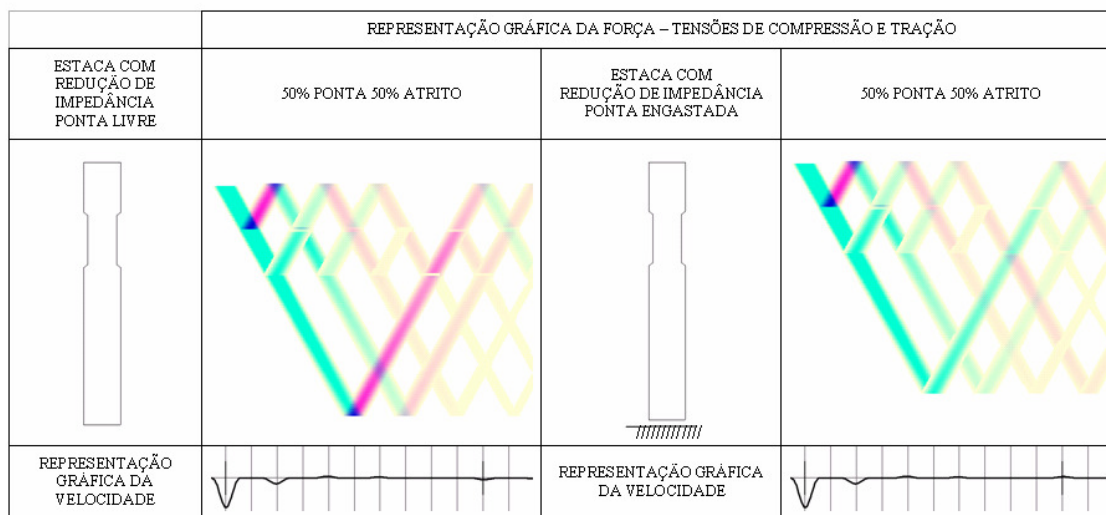 REPRESENTAÇÃO GRÁFICA DA FORÇA – TENSÕES DE COMPRESSÃO E TRAÇÃO
ESTACA COM
REDUÇÃO DE
IMPEDÂNCIA
PONTA LIVRE
50% PONTA 50% ATRITO
ESTACA COM
REDUÇÃO DE IMPEDÂNCIA
PONTA ENGASTADA
50% PONTA 50% ATRITO
REPRESENTAÇÃO
GRÁFICA DA
VELOCIDADE
REPRESENTAÇÃO GRÁFICA
DA VELOCIDADE